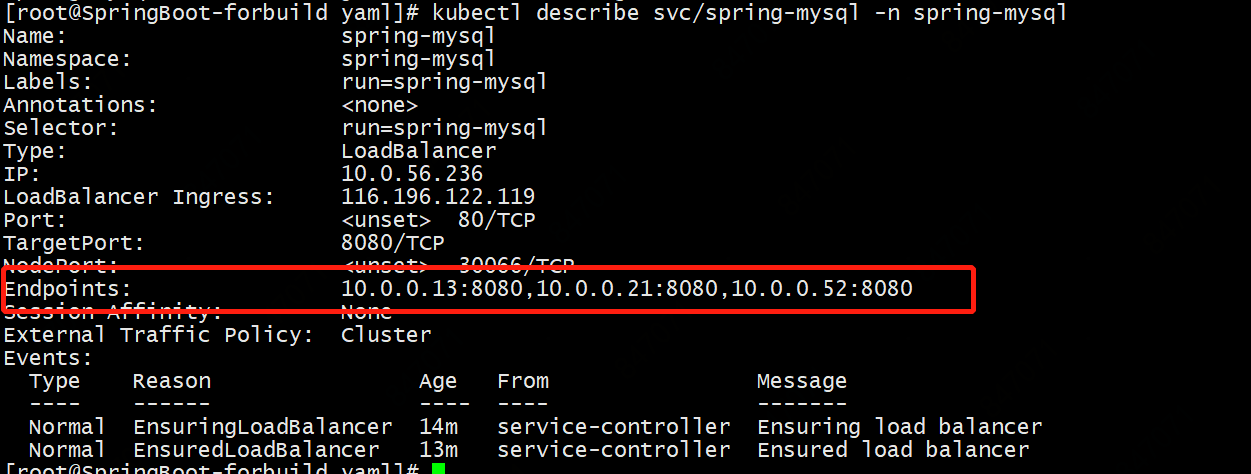 [root@SpringBoot-forbuild yaml]# kubectl describe svc/spring-mysql -n spring-mysql
Name:                     spring-mysql
Namespace:                spring-mysql
Labels:                   run=spring-mysql
Annotations:              <none>
Selector:                 run=spring-mysql
Type:                     LoadBalancer
IP:                       10.0.56.236
LoadBalancer Ingress:     116.196.122.119
Port:                     <unset>  80/TCP
TargetPort:               8080/TCP
NodePort:                 <unset>  30066/TCP
Endpoints:                10.0.0.13:8080,10.0.0.21:8080,10.0.0.52:8080
Session Affinity:         None
External Traffic Policy:  Cluster
Events:
  Type    Reason                Age   From                Message
  ----    ------                ----  ----                -------
  Normal  EnsuringLoadBalancer  14m   service-controller  Ensuring load balancer
  Normal  EnsuredLoadBalancer   13m   service-controller  Ensured load balancer
[root@SpringBoot-forbuild yaml]#